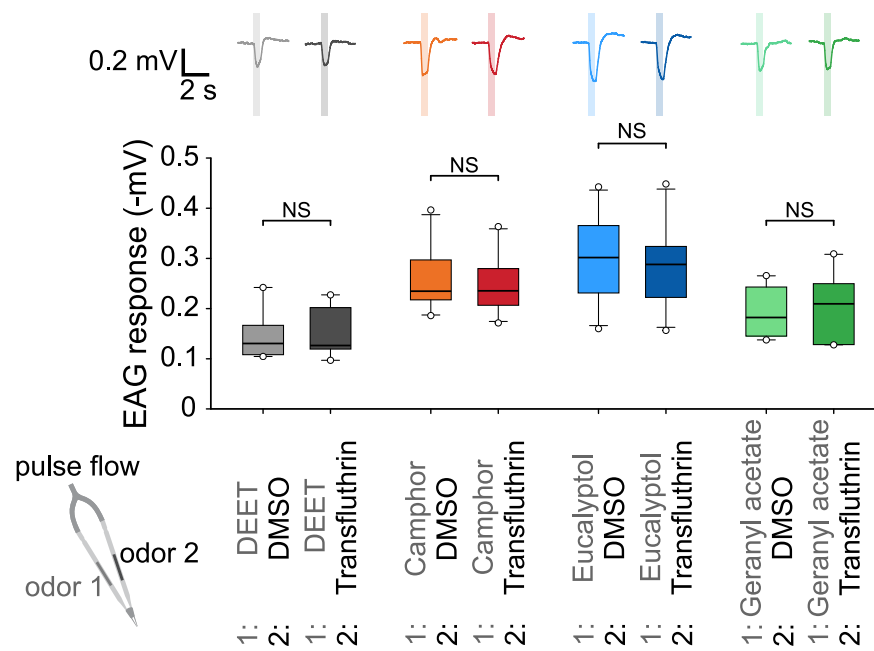 0.2 mV
2 s
EAG response (-mV)
0.5
0.4
0.3
0.2
0.1
0
NS
NS
NS
NS
pulse flow
odor 1
odor 2
1: DEET
2: DMSO
1: DEET
2: Transfluthrin
1: Camphor
2: DMSO
1: Camphor
2: Transfluthrin
1: Eucalyptol
2: DMSO
1: Eucalyptol
2: Transfluthrin
1: Geranyl acetate
2: DMSO
1: Geranyl acetate
2: Transfluthrin